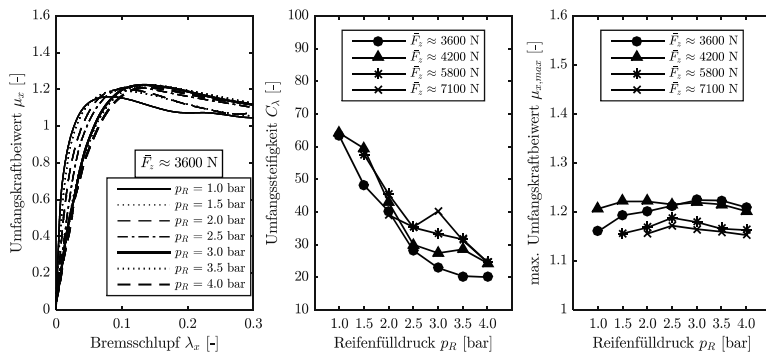 1.6
1.4
1.2
1
0.8
0.6
0.4
0.2
0
0
0.1
0.2
0.3
Umfangskraftbeiwert μx [-]
Bremsschlupf λx [-]
F̄z ≈ 3600 N
pR = 1.0 bar
pR = 1.5 bar
pR = 2.0 bar
pR = 2.5 bar
pR = 3.0 bar
pR = 3.5 bar
pR = 4.0 bar
100
90
80
70
60
50
40
30
20
10
1.0
1.5
2.0
2.5
3.0
3.5
4.0
Umfangssteifigkeit Cλ [-]
Reifenfülldruck pR [bar]
F̄z ≈ 3600 N
F̄z ≈ 4200 N
F̄z ≈ 5800 N
F̄z ≈ 7100 N
1.6
1.5
1.4
1.3
1.2
1.1
1
1.0
1.5
2.0
2.5
3.0
3.5
4.0
max. Umfangskraftbeiwert μx,max [-]
Reifenfülldruck pR [bar]
F̄z ≈ 3600 N
F̄z ≈ 4200 N
F̄z ≈ 5800 N
F̄z ≈ 7100 N